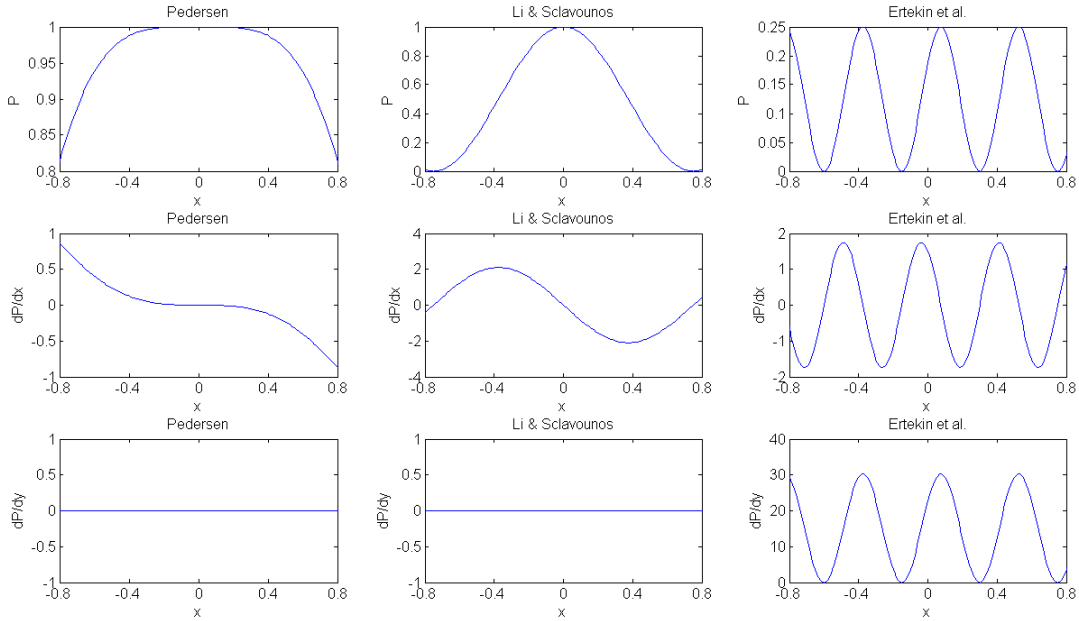 Pedersen
Li & Sclavounos
Ertekin et al.
1
0.95
0.9
0.85
0.8
P
-0.8 -0.4 0 0.4 0.8
x
1
0.8
0.6
0.4
0.2
0
P
-0.8 -0.4 0 0.4 0.8
x
0.25
0.2
0.15
0.1
0.05
0
P
-0.8 -0.4 0 0.4 0.8
x
Pedersen
Li & Sclavounos
Ertekin et al.
1
0.5
0
-0.5
-1
dP/dx
-0.8 -0.4 0 0.4 0.8
x
4
2
0
-2
-4
dP/dx
-0.8 -0.4 0 0.4 0.8
x
2
1
0
-1
-2
dP/dx
-0.8 -0.4 0 0.4 0.8
x
Pedersen
Li & Sclavounos
Ertekin et al.
1
0.5
0
-0.5
-1
dP/dy
-0.8 -0.4 0 0.4 0.8
x
1
0.5
0
-0.5
-1
dP/dy
-0.8 -0.4 0 0.4 0.8
x
40
30
20
10
0
dP/dy
-0.8 -0.4 0 0.4 0.8
x